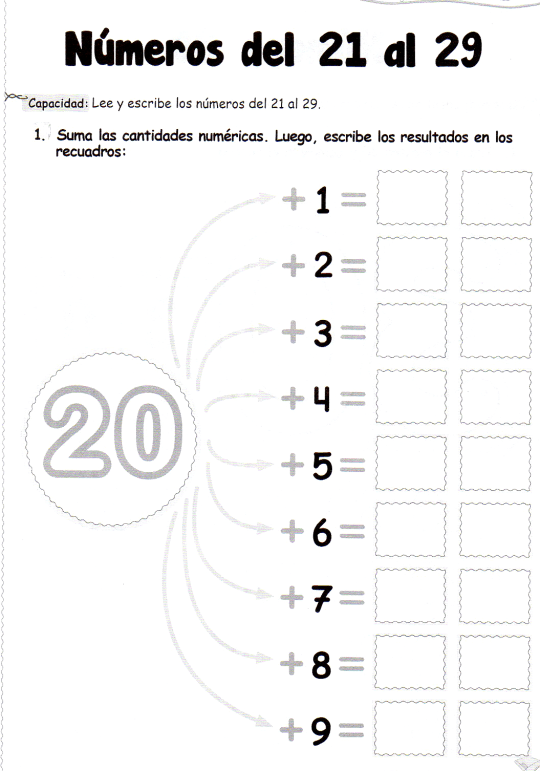 Números del 21 al 29
Capacidad: Lee y escribe los números del 21 al 29.
1. Suma las cantidades numéricas. Luego, escribe los resultados en los
recuadros:
20
+ 1 =
+ 2 =
+ 3 =
+ 4 =
+ 5 =
+ 6 =
+ 7 =
+ 8 =
+ 9 =